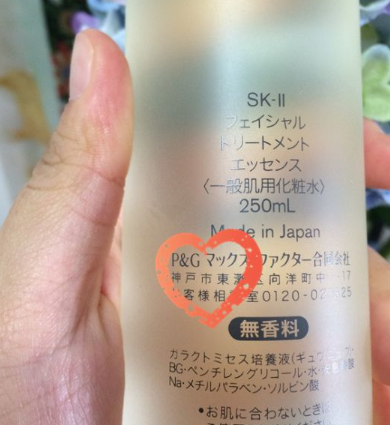 SK-II
フェイシャル
トリートメント
エッセンス
〈一般肌用化粧水〉
250mL
Made in Japan
P&G マックス ファクター合同会社
神戸市東灘区向洋町中 17
客様相 室0120-02 325
無香料
ガラクトミセス培養液
BG・ペンチレングリコール・水・
Na・メチルパラベン・ソルビン酸
•お肌に合わないときは